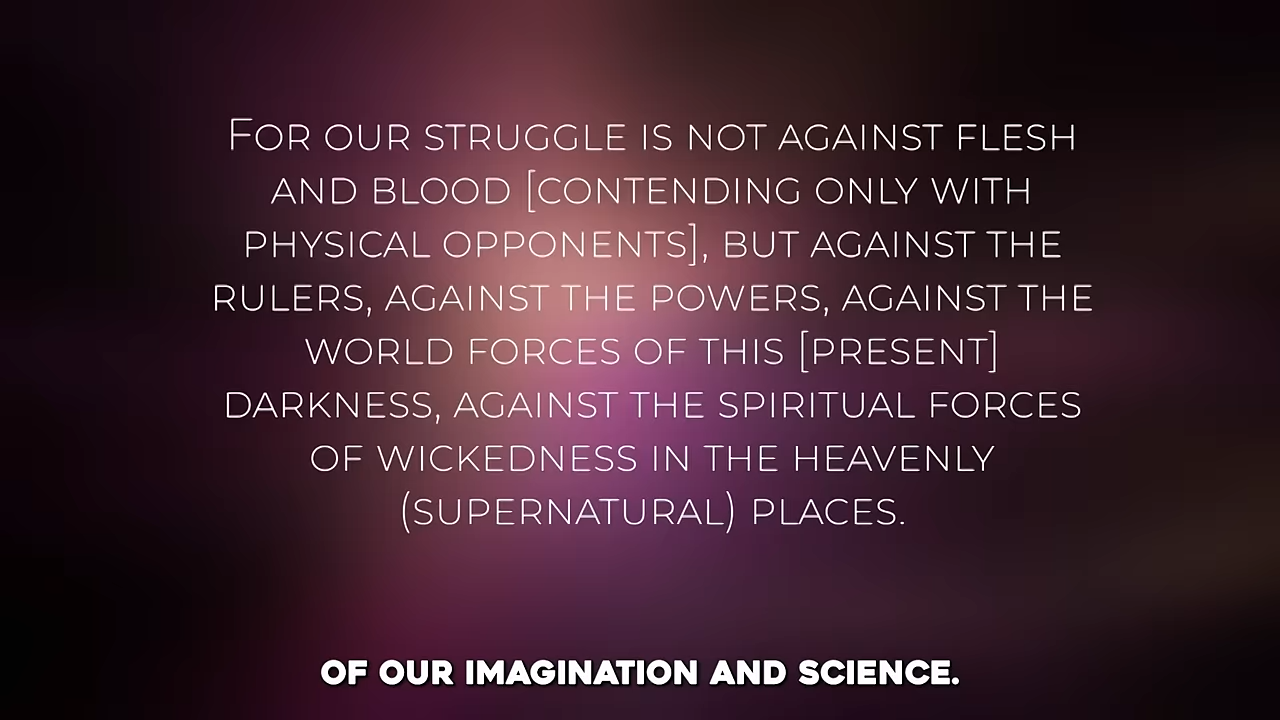 For our struggle is not against flesh
and blood [contending only with
physical opponents], but against the
rulers, against the powers, against the
world forces of this [present]
darkness, against the spiritual forces
of wickedness in the heavenly
(supernatural) places.
OF OUR IMAGINATION AND SCIENCE.